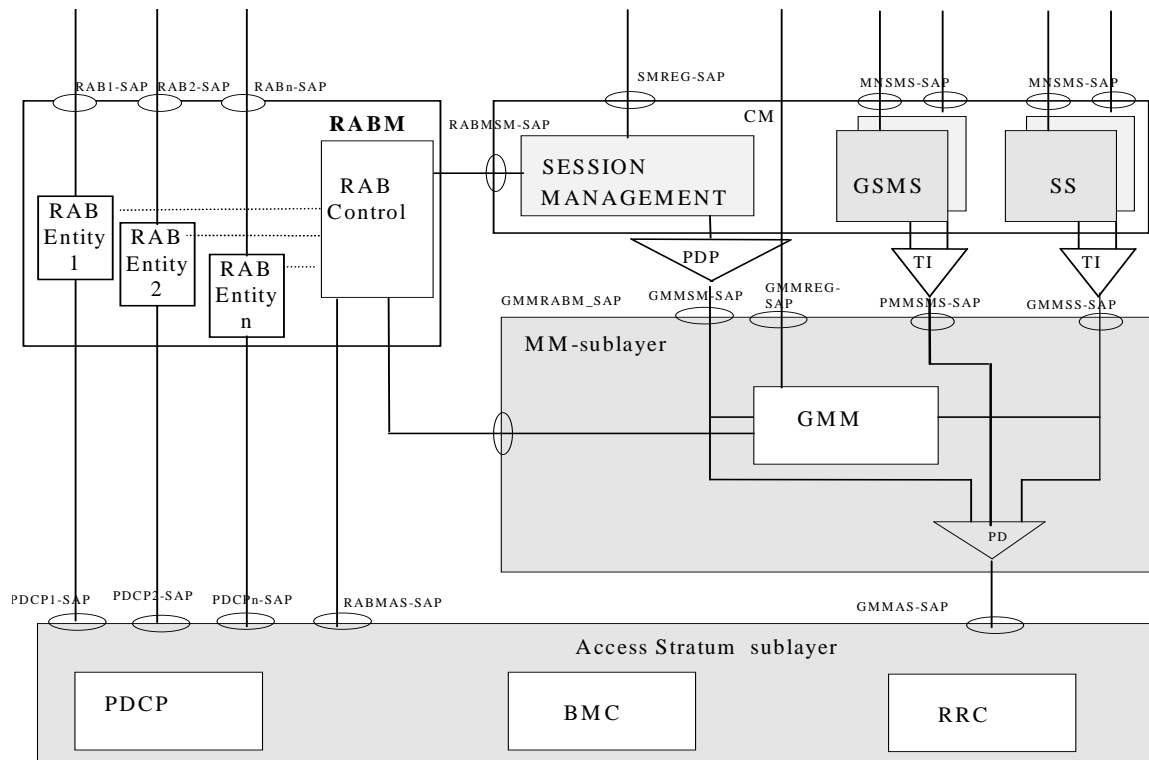 RAB1-SAP
RAB2-SAP
RABn-SAP
SMREG-SAP
MNSMS-SAP
MNSMS-SAP
CM
RABM
RABMSM-SAP
RAB
Control
SESSION
MANAGEMENT
GSMS
SS
RAB
Entity
1
RAB
Entity
2
RAB
Entity
n
PDP
TI
TI
GMMRABM_SAP
GMMSM-SAP
GMMREG-
SAP
PMMSMS-SAP
GMMSS-SAP
MM-sublayer
GMM
PD
PDCP1-SAP
PDCP2-SAP
PDCPn-SAP
RABMAS-SAP
GMMAS-SAP
Access Stratum sublayer
PDCP
BMC
RRC